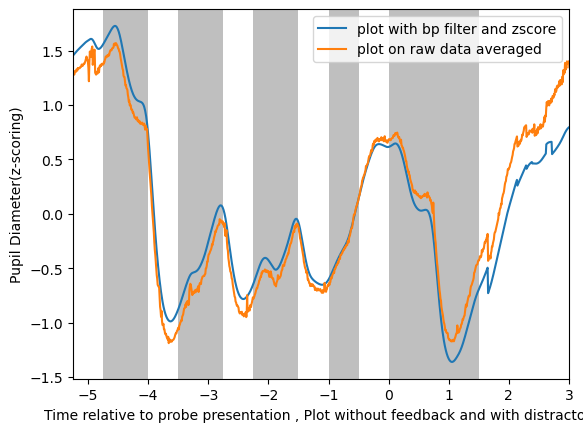 plot with bp filter and zscore
plot on raw data averaged
Pupil Diameter(z-scoring)
1.5
1.0
0.5
0.0
−0.5
−1.0
−1.5
−5 −4 −3 −2 −1 0 1 2 3
Time relative to probe presentation , Plot without feedback and with distracto